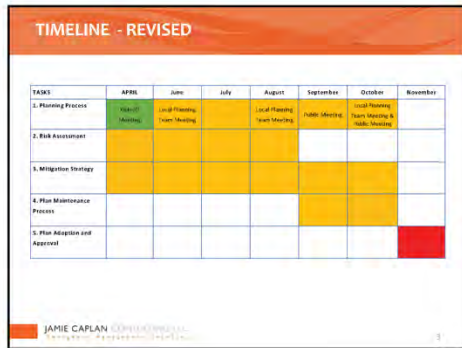 TIMELINE - REVISED
TASKS APRIL June July August September October November
1. Planning Process
Kick-off
Meeting
Local Planning
Team Meeting
Local Planning
Team Meeting
Public Meeting
Local Planning
Team Meeting &
Public Meeting
2. Risk Assessment
3. Mitigation Strategy
4. Plan Maintenance
Process
5. Plan Adoption and
Approval
JAMIE CAPLAN